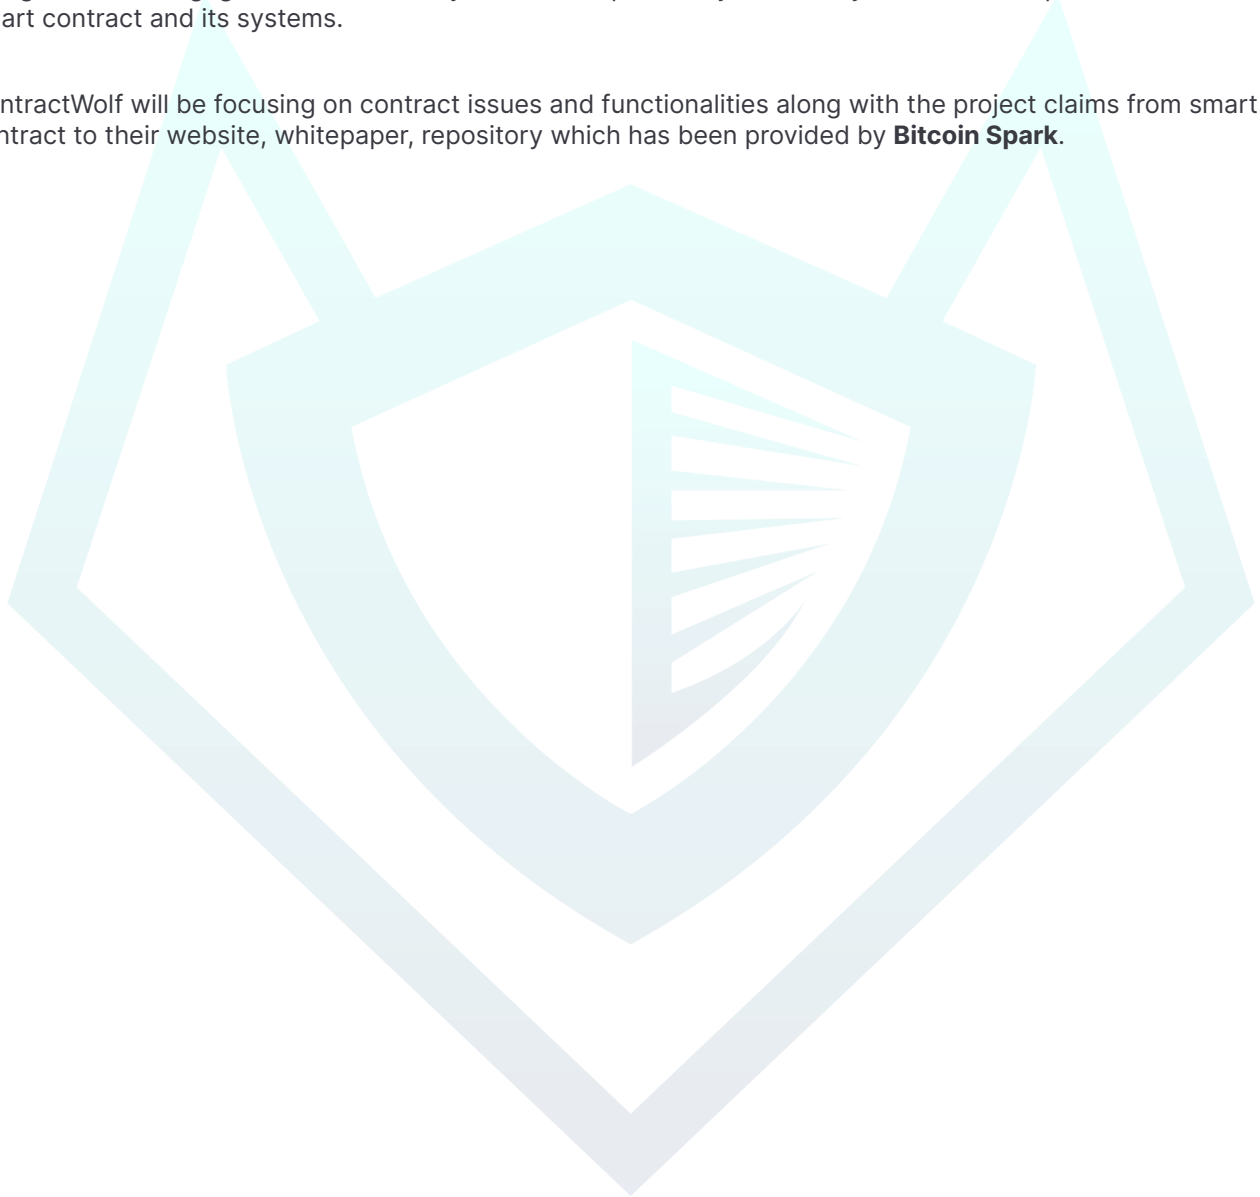 art contract and its systems.
ntractWolf will be focusing on contract issues and functionalities along with the project claims from smart
ntract to their website, whitepaper, repository which has been provided by Bitcoin Spark.